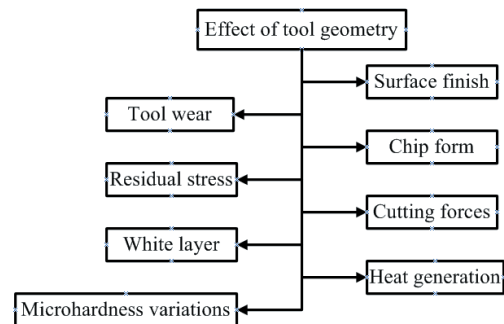 Effect of tool geometry
Surface finish
Tool wear
Chip form
Residual stress
Cutting forces
White layer
Heat generation
Microhardness variations